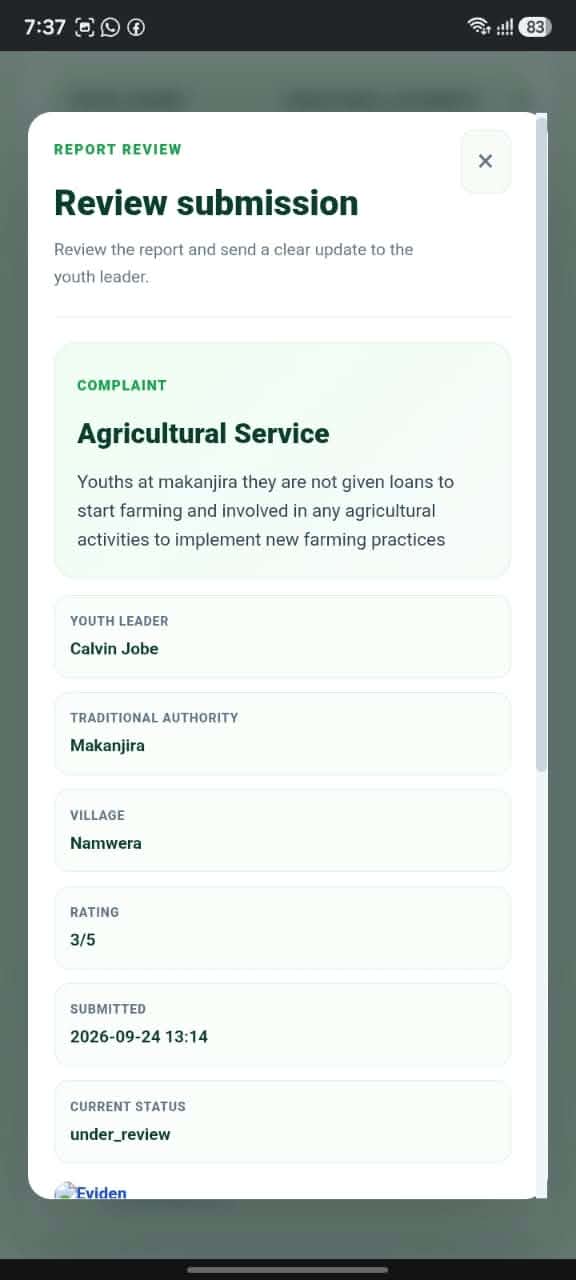 7:37
83
REPORT REVIEW
×
Review submission
Review the report and send a clear update to the
youth leader.
COMPLAINT
Agricultural Service
Youths at makanjira they are not given loans to
start farming and involved in any agricultural
activities to implement new farming practices
YOUTH LEADER
Calvin Jobe
TRADITIONAL AUTHORITY
Makanjira
VILLAGE
Namwera
RATING
3/5
SUBMITTED
2026-09-24 13:14
CURRENT STATUS
under_review
Eviden